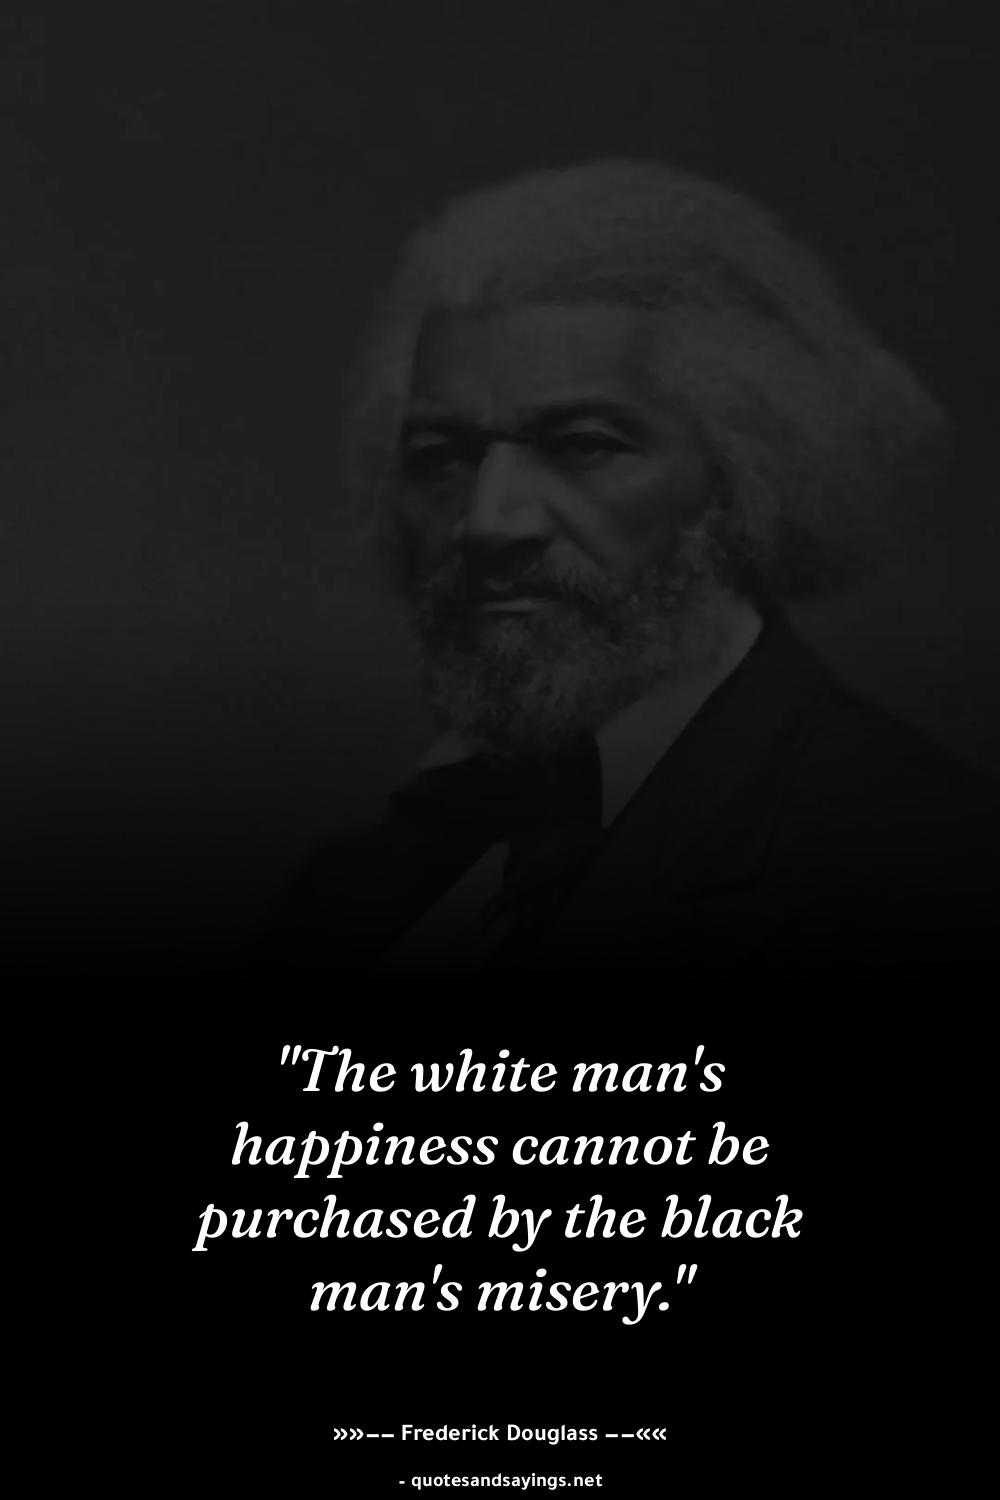 "The white man's
happiness cannot be
purchased by the black
man's misery."
»»−− Frederick Douglass −−««
- quotesandsayings.net